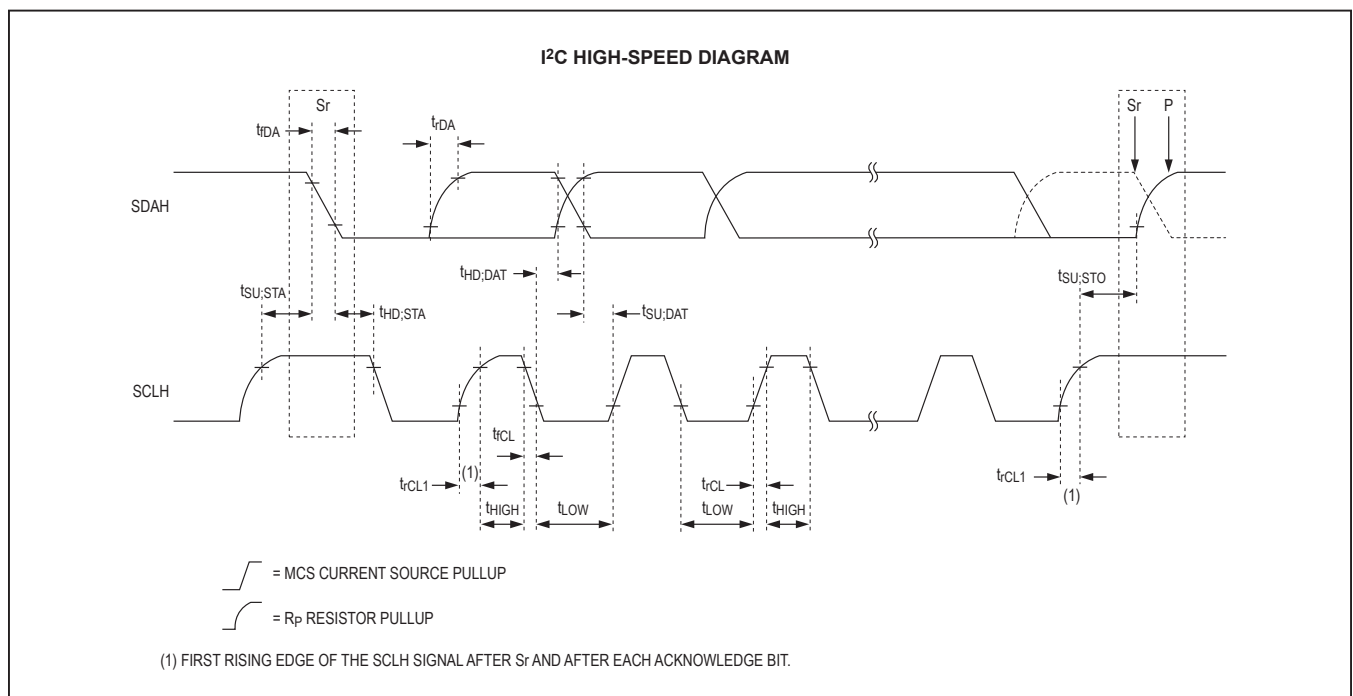 I²C HIGH-SPEED DIAGRAM
Sr
Sr P
tfDA
trDA
SDAH
tHD;DAT
tSU;STO
tSU;STA
tHD;STA
tSU;DAT
SCLH
tfCL
trCL1
(1)
trCL
trCL1
(1)
tHIGH
tLOW
tLOW
tHIGH
= MCS CURRENT SOURCE PULLUP
= RP RESISTOR PULLUP
(1) FIRST RISING EDGE OF THE SCLH SIGNAL AFTER Sr AND AFTER EACH ACKNOWLEDGE BIT.